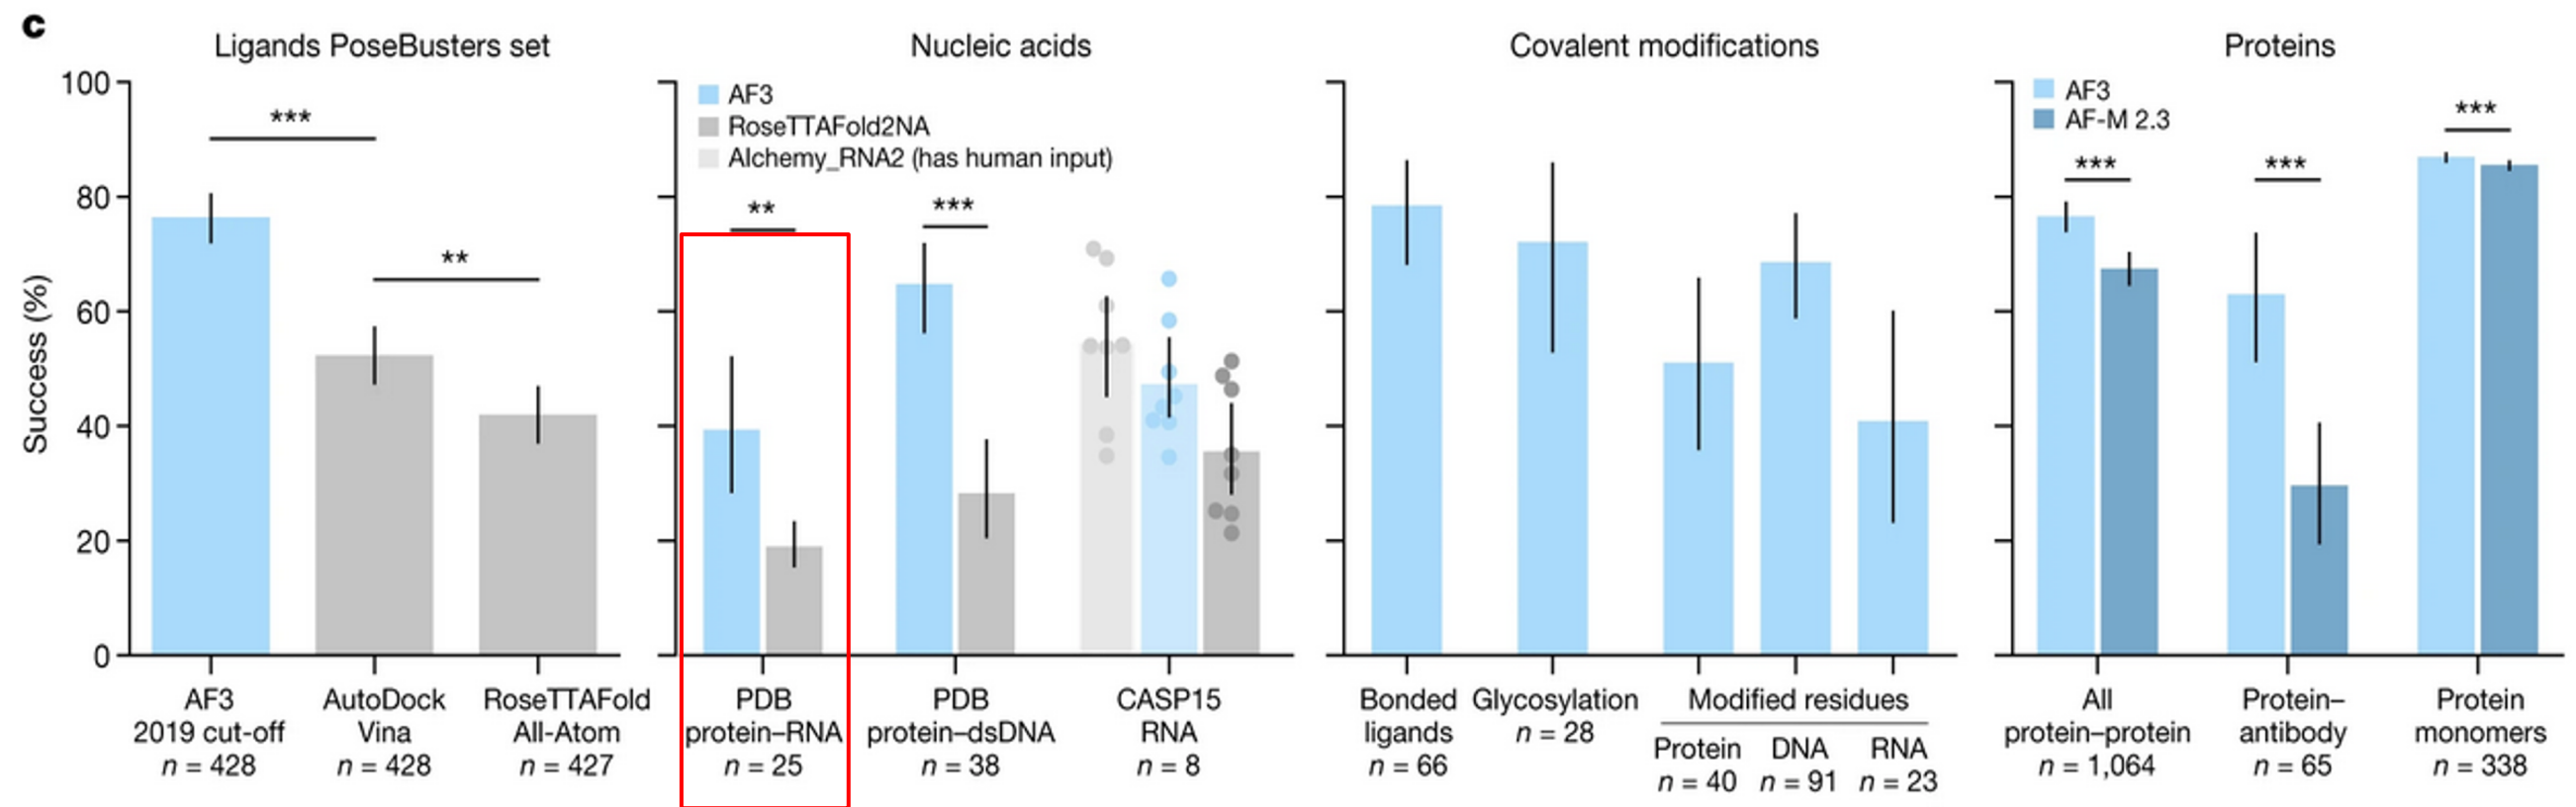 c
Ligands PoseBusters set
Success (%)
100
80
60
40
20
0
***
**
AF3
2019 cut-off
n = 428
AutoDock
Vina
n = 428
RoseTTAFold
All-Atom
n = 427
Nucleic acids
AF3
RoseTTAFold2NA
Alchemy_RNA2 (has human input)
**
***
PDB
protein–RNA
n = 25
PDB
protein–dsDNA
n = 38
CASP15
RNA
n = 8
Covalent modifications
Bonded
ligands
n = 66
Glycosylation
n = 28
Modified residues
Protein
n = 40
DNA
n = 91
RNA
n = 23
Proteins
AF3
AF-M 2.3
***
***
***
All
protein–protein
n = 1,064
Protein–
antibody
n = 65
Protein
monomers
n = 338